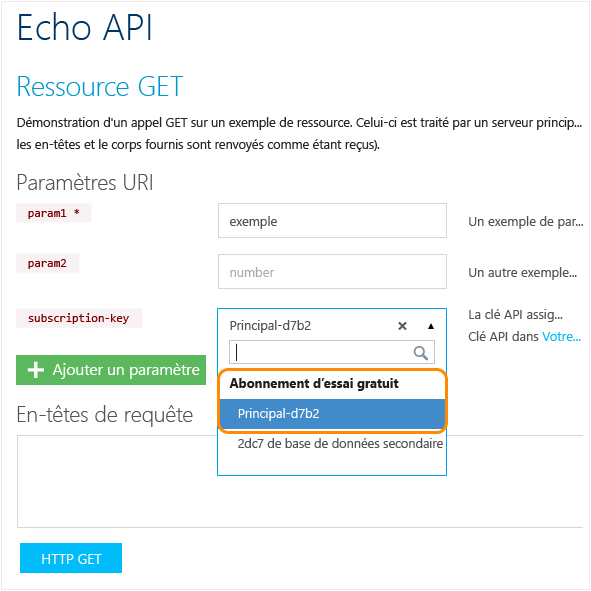 Echo API
Ressource GET
Démonstration d'un appel GET sur un exemple de ressource. Celui-ci est traité par un serveur princip...
les en-têtes et le corps fournis sont renvoyés comme étant reçus).
Paramètres URI
param1 * exemple Un exemple de par...
param2 number Un autre exemple...
subscription-key Principal-d7b2 La clé API assig...
Clé API dans Votre...
Ajouter un paramètre
Abonnement d'essai gratuit
Principal-d7b2
2dc7 de base de données secondaire
En-têtes de requête
HTTP GET